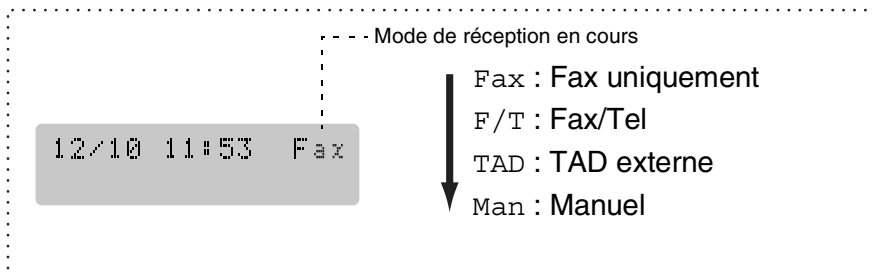 Mode de réception en cours
12/10 11:53 Fax
Fax : Fax uniquement
F/T : Fax/Tel
TAD : TAD externe
Man : Manuel